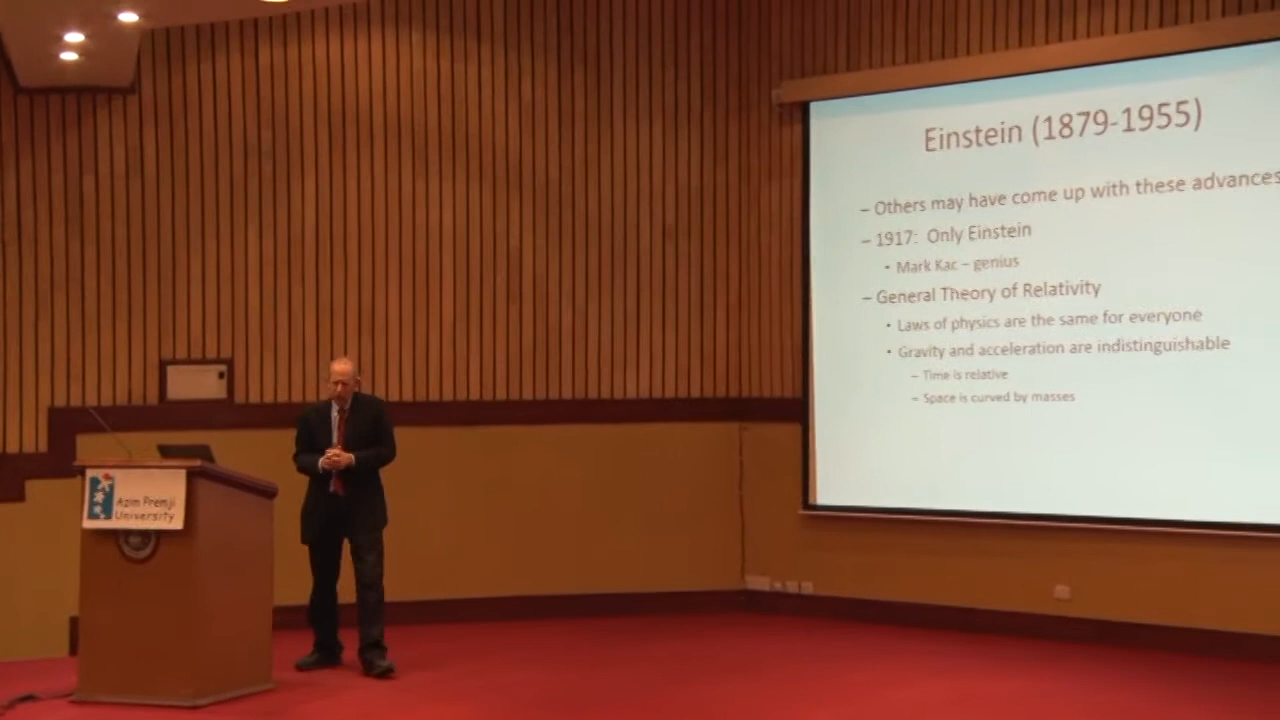 Einstein (1879-1955)
– Others may have come up with these advances
– 1917: Only Einstein
• Mark Kac – genius
– General Theory of Relativity
• Laws of physics are the same for everyone
• Gravity and acceleration are indistinguishable
– Time is relative
– Space is curved by masses
Azim Premji
University